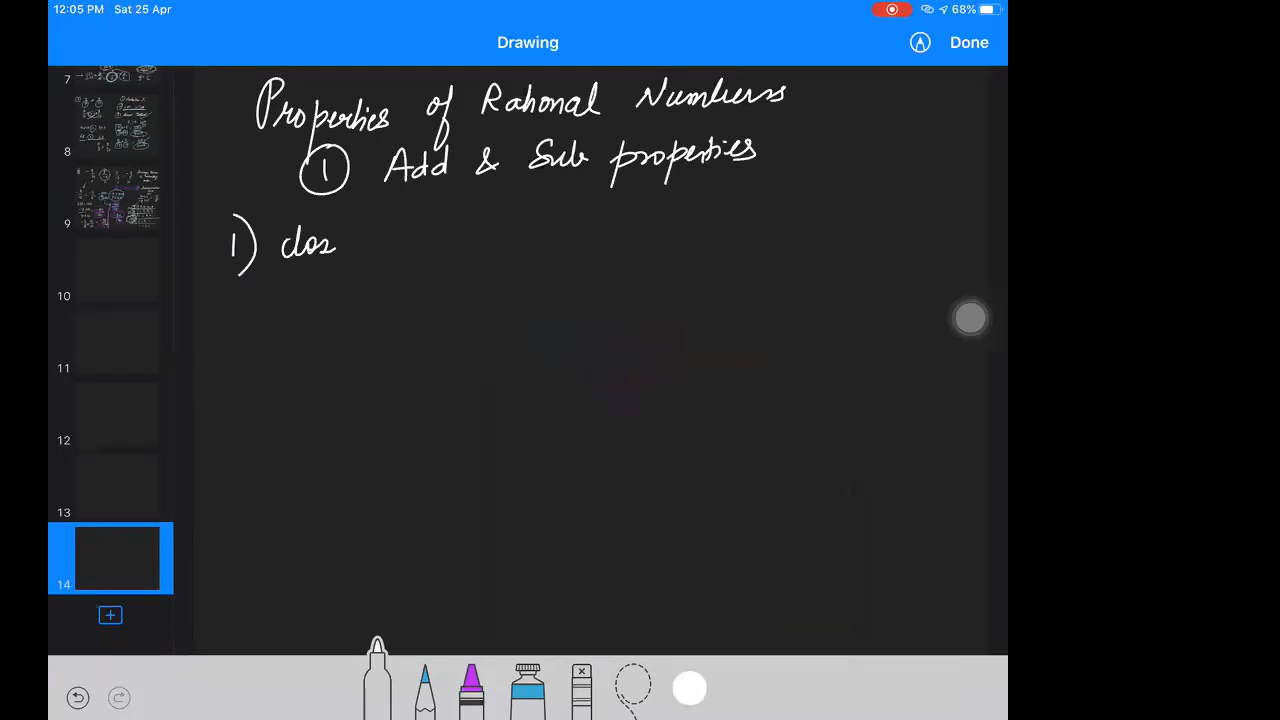 12:05 PM Sat 25 Apr 68%
Drawing
Done
7
8
9
10
11
12
13
14
Properties of Rational Numbers
1 Add & Sub properties
1) clos